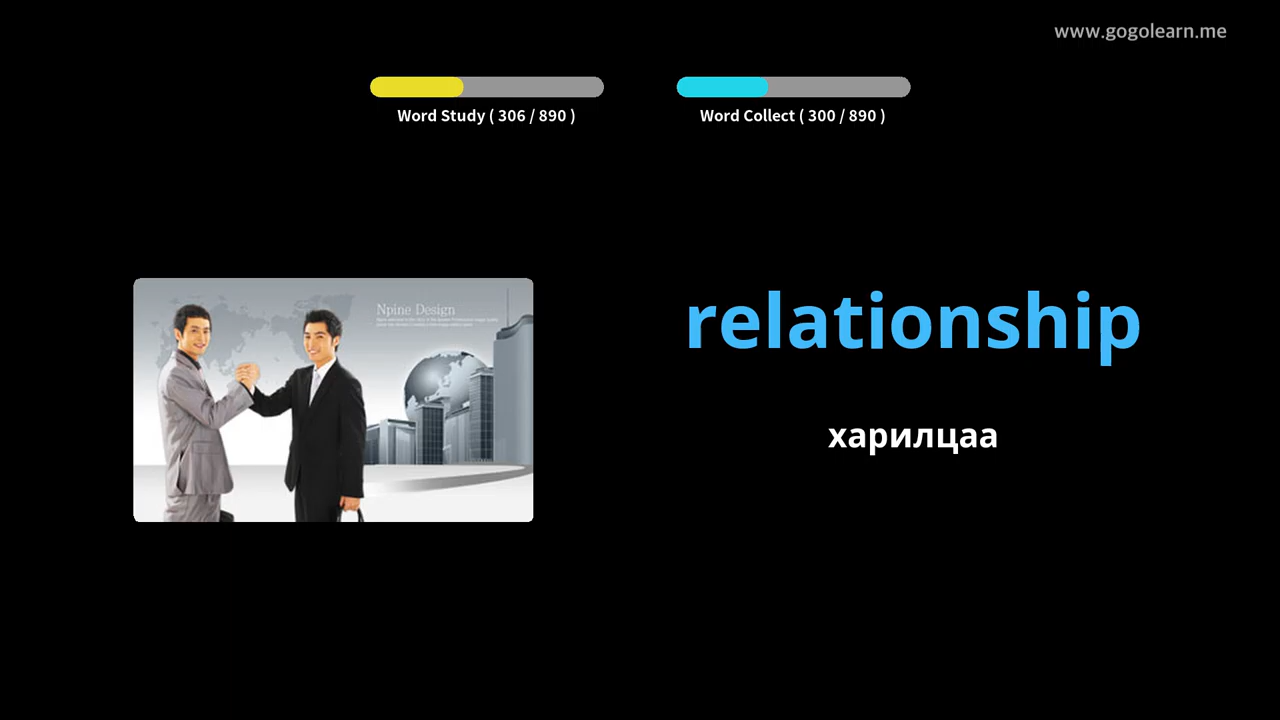 www.gogolearn.me
Word Study ( 306 / 890 )
Word Collect ( 300 / 890 )
Npine Design
relationship
харилцаа